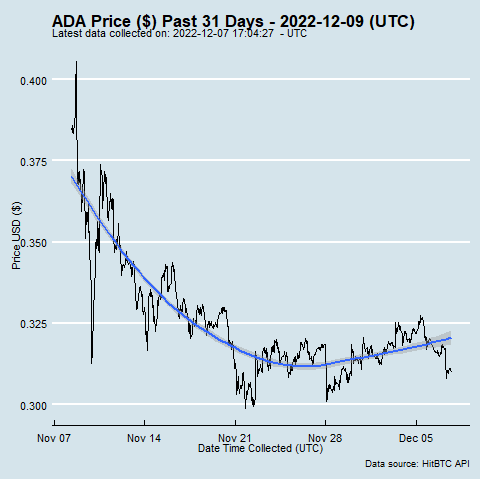 ADA Price ($) Past 31 Days - 2022-12-09 (UTC)
Latest data collected on: 2022-12-07 17:04:27 - UTC
0.400
0.375
0.350
0.325
0.300
Price USD ($)
Nov 07 Nov 14 Nov 21 Nov 28 Dec 05
Date Time Collected (UTC)
Data source: HitBTC API